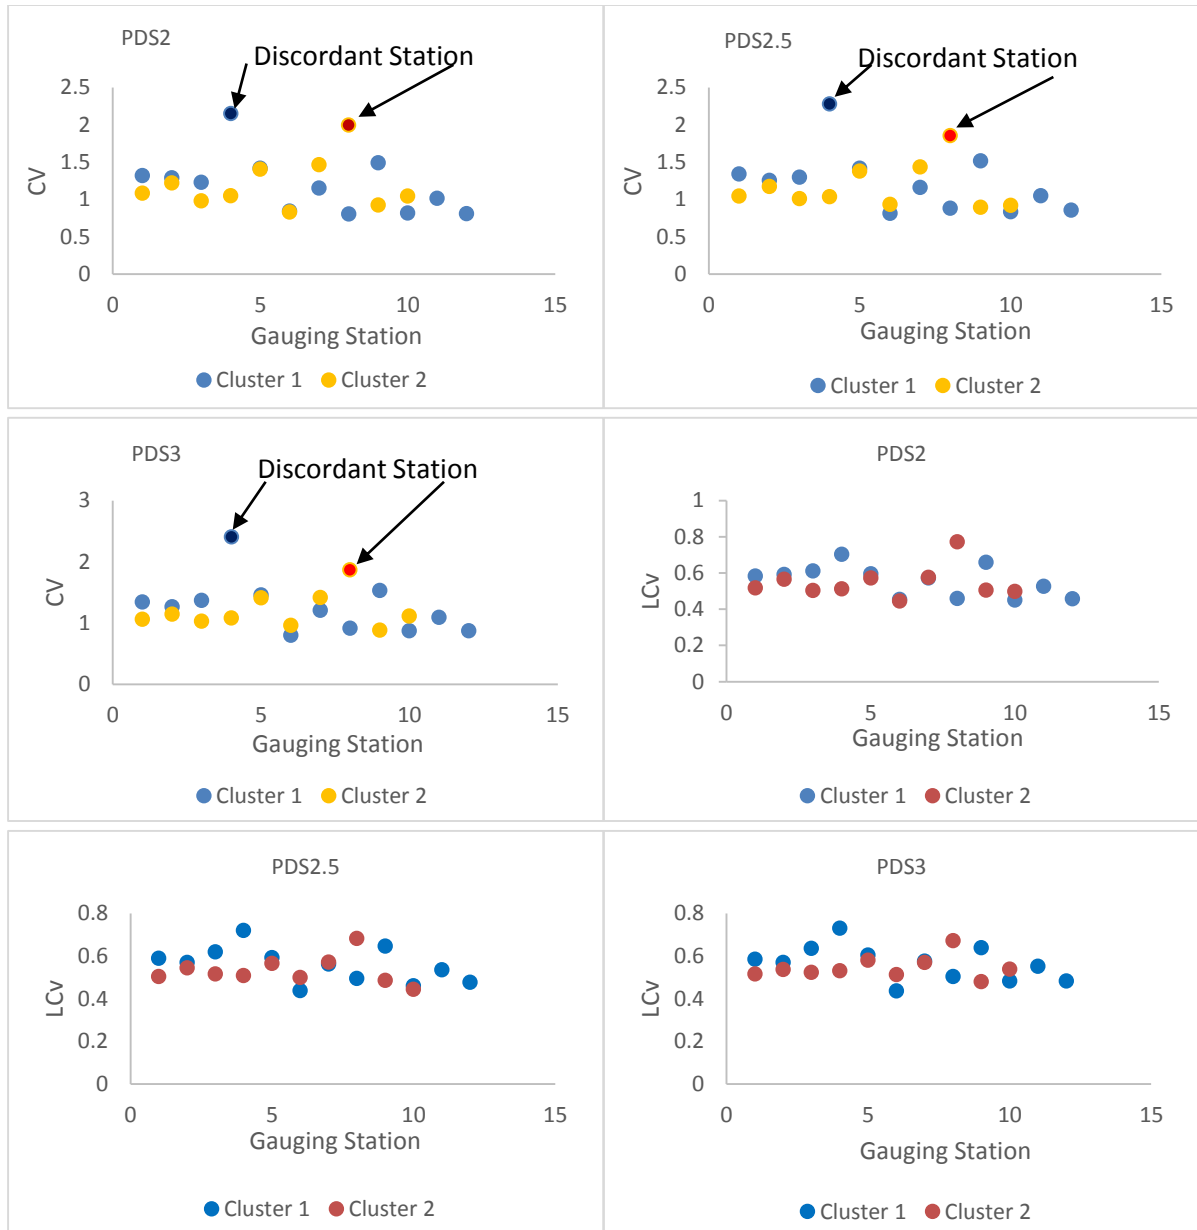 PDS2
Discordant Station
2.5
2
1.5
1
0.5
0
CV
0 5 10 15
Gauging Station
Cluster 1 Cluster 2
PDS2.5
Discordant Station
2.5
2
1.5
1
0.5
0
CV
0 5 10 15
Gauging Station
Cluster 1 Cluster 2
PDS3
Discordant Station
3
2
1
0
CV
0 5 10 15
Gauging Station
Cluster 1 Cluster 2
PDS2
1
0.8
0.6
0.4
0.2
0
LCv
0 5 10 15
Gauging Station
Cluster 1 Cluster 2
PDS2.5
0.8
0.6
0.4
0.2
0
LCv
0 5 10 15
Gauging Station
Cluster 1 Cluster 2
PDS3
0.8
0.6
0.4
0.2
0
LCv
0 5 10 15
Gauging Station
Cluster 1 Cluster 2